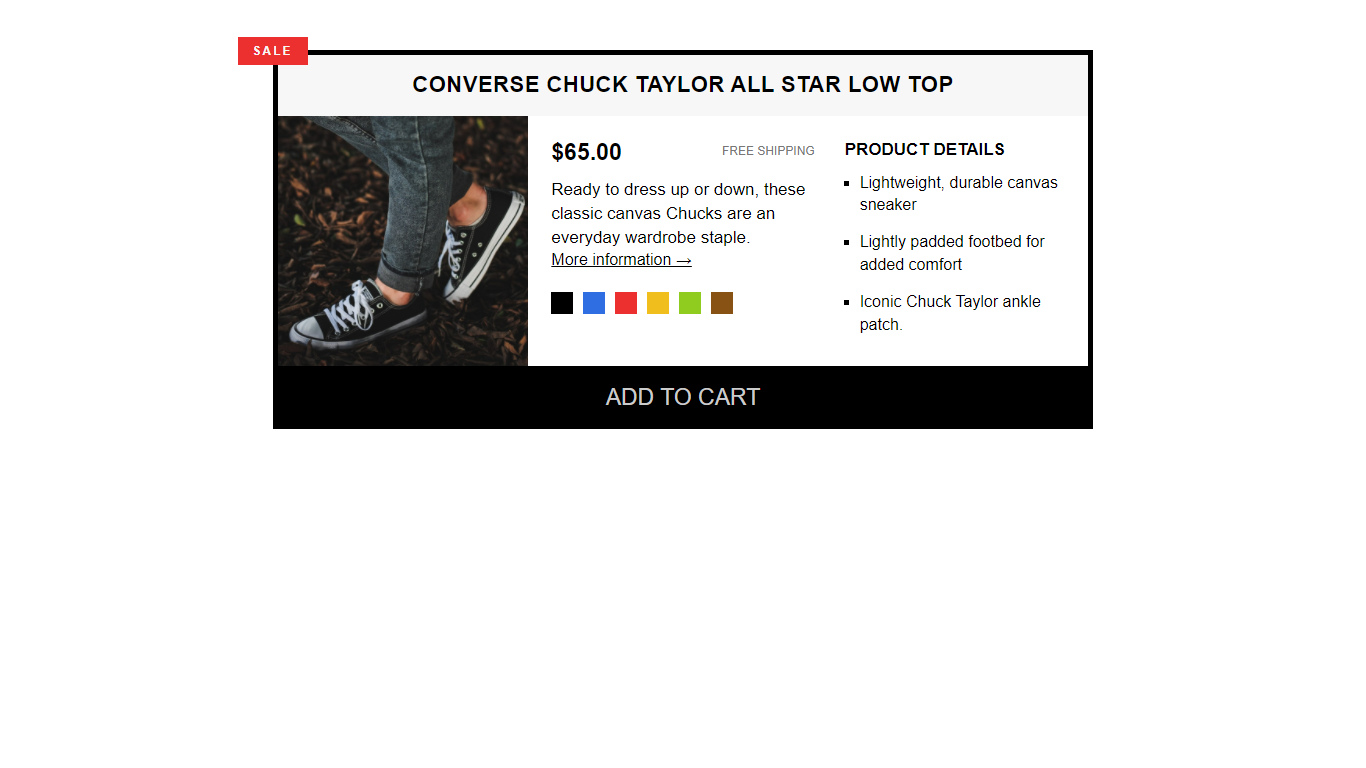 SALE
CONVERSE CHUCK TAYLOR ALL STAR LOW TOP
$65.00
FREE SHIPPING
Ready to dress up or down, these
classic canvas Chucks are an
everyday wardrobe staple.
More information →
PRODUCT DETAILS
Lightweight, durable canvas
sneaker
Lightly padded footbed for
added comfort
Iconic Chuck Taylor ankle
patch.
ADD TO CART